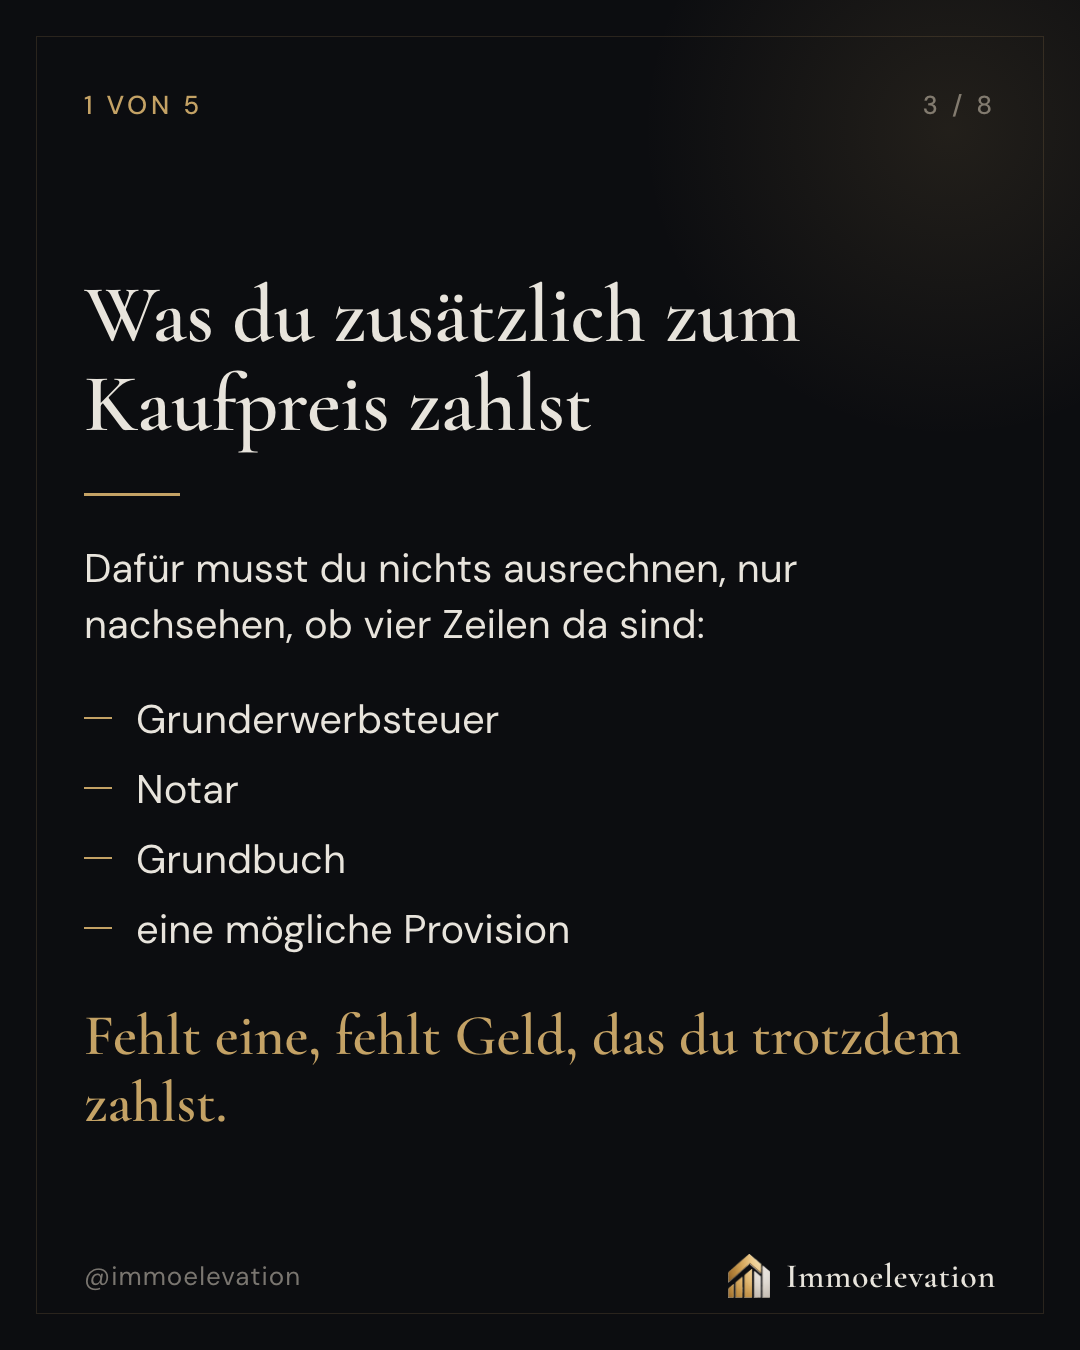 1 VON 5
3 / 8
Was du zusätzlich zum
Kaufpreis zahlst
Dafür musst du nichts ausrechnen, nur
nachsehen, ob vier Zeilen da sind:
— Grunderwerbsteuer
— Notar
— Grundbuch
— eine mögliche Provision
Fehlt eine, fehlt Geld, das du trotzdem
zahlst.
@immoelevation
Immoelevation